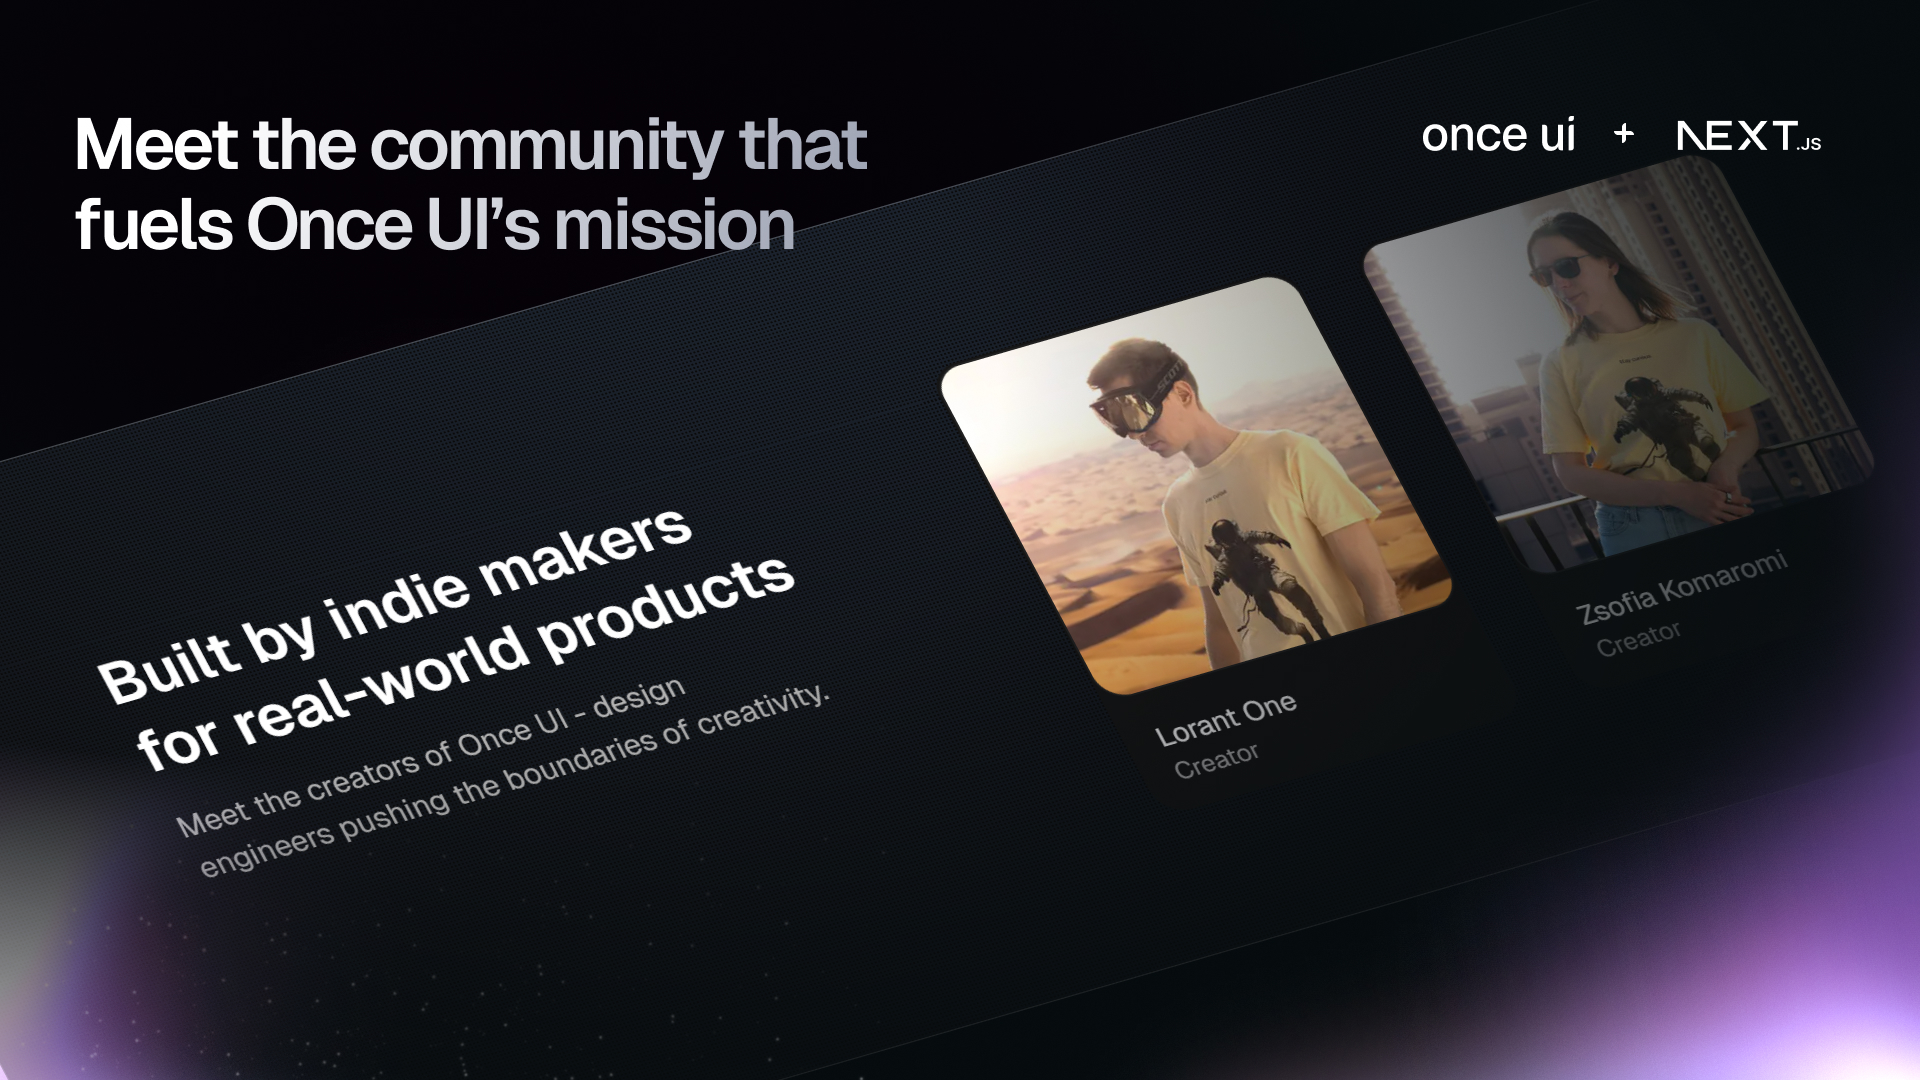 Meet the community that
fuels Once UI’s mission
once ui + NEXT.JS
Built by indie makers
for real-world products
Meet the creators of Once UI - design
engineers pushing the boundaries of creativity.
SCOTT
Lorant One
Creator
Zsofia Komaromi
Creator